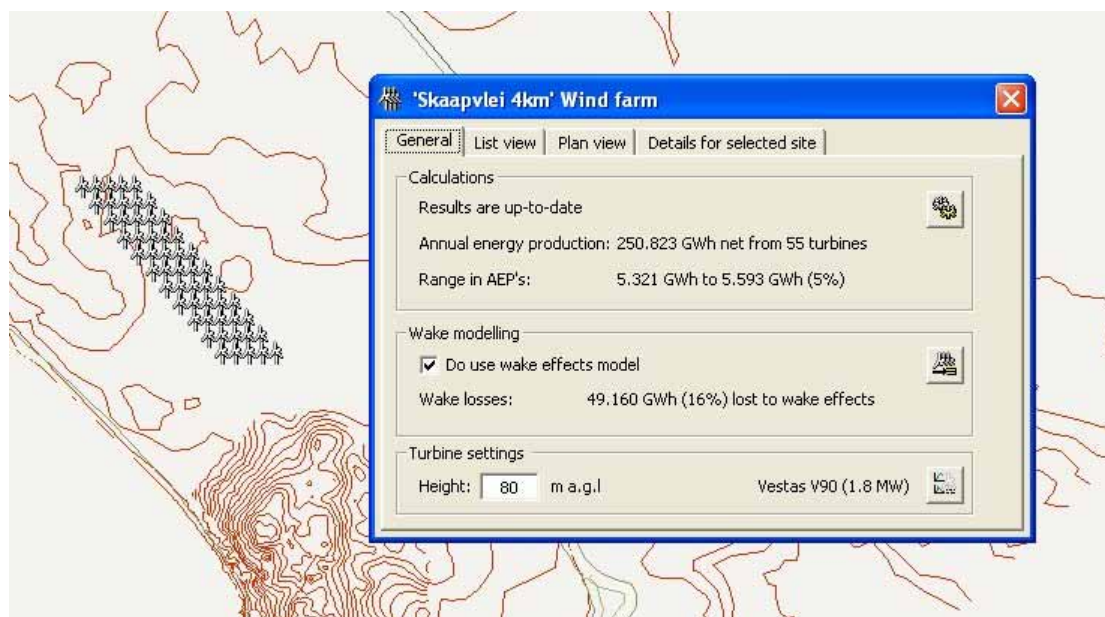 'Skaapvlei 4km' Wind farm
General List view Plan view Details for selected site
Calculations
Results are up-to-date
Annual energy production: 250.823 GWh net from 55 turbines
Range in AEP's: 5.321 GWh to 5.593 GWh (5%)
Wake modelling
Do use wake effects model
Wake losses: 49.160 GWh (16%) lost to wake effects
Turbine settings
Height: 80 m a.g.l Vestas V90 (1.8 MW)